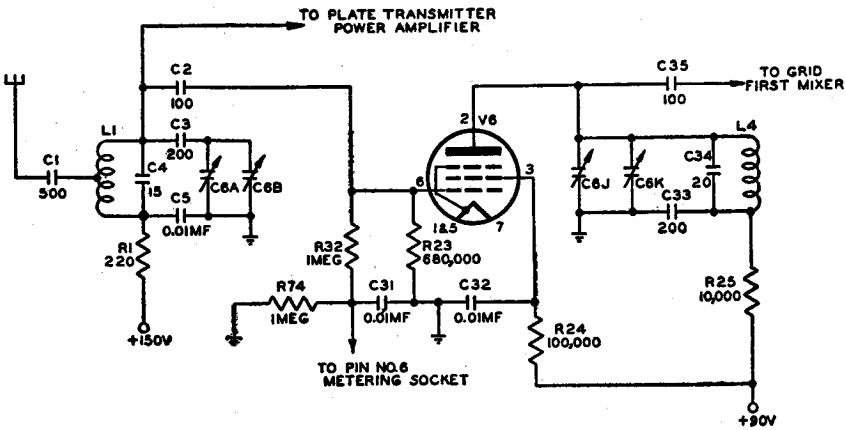 TO PLATE TRANSMITTER
POWER AMPLIFIER
C2
100
C35
100
TO GRID
FIRST MIXER
2 V6
L1
C3
200
C1
500
C4
15
C6A
C6B
C5
0.01MF
6
3
1&5
7
C6J
C6K
C34
20
L4
C33
200
R1
220
R32
1MEG
R23
680,000
R74
1MEG
C31
0.01MF
C32
0.01MF
R25
10,000
R24
100,000
+150V
TO PIN NO.6
METERING SOCKET
+90V